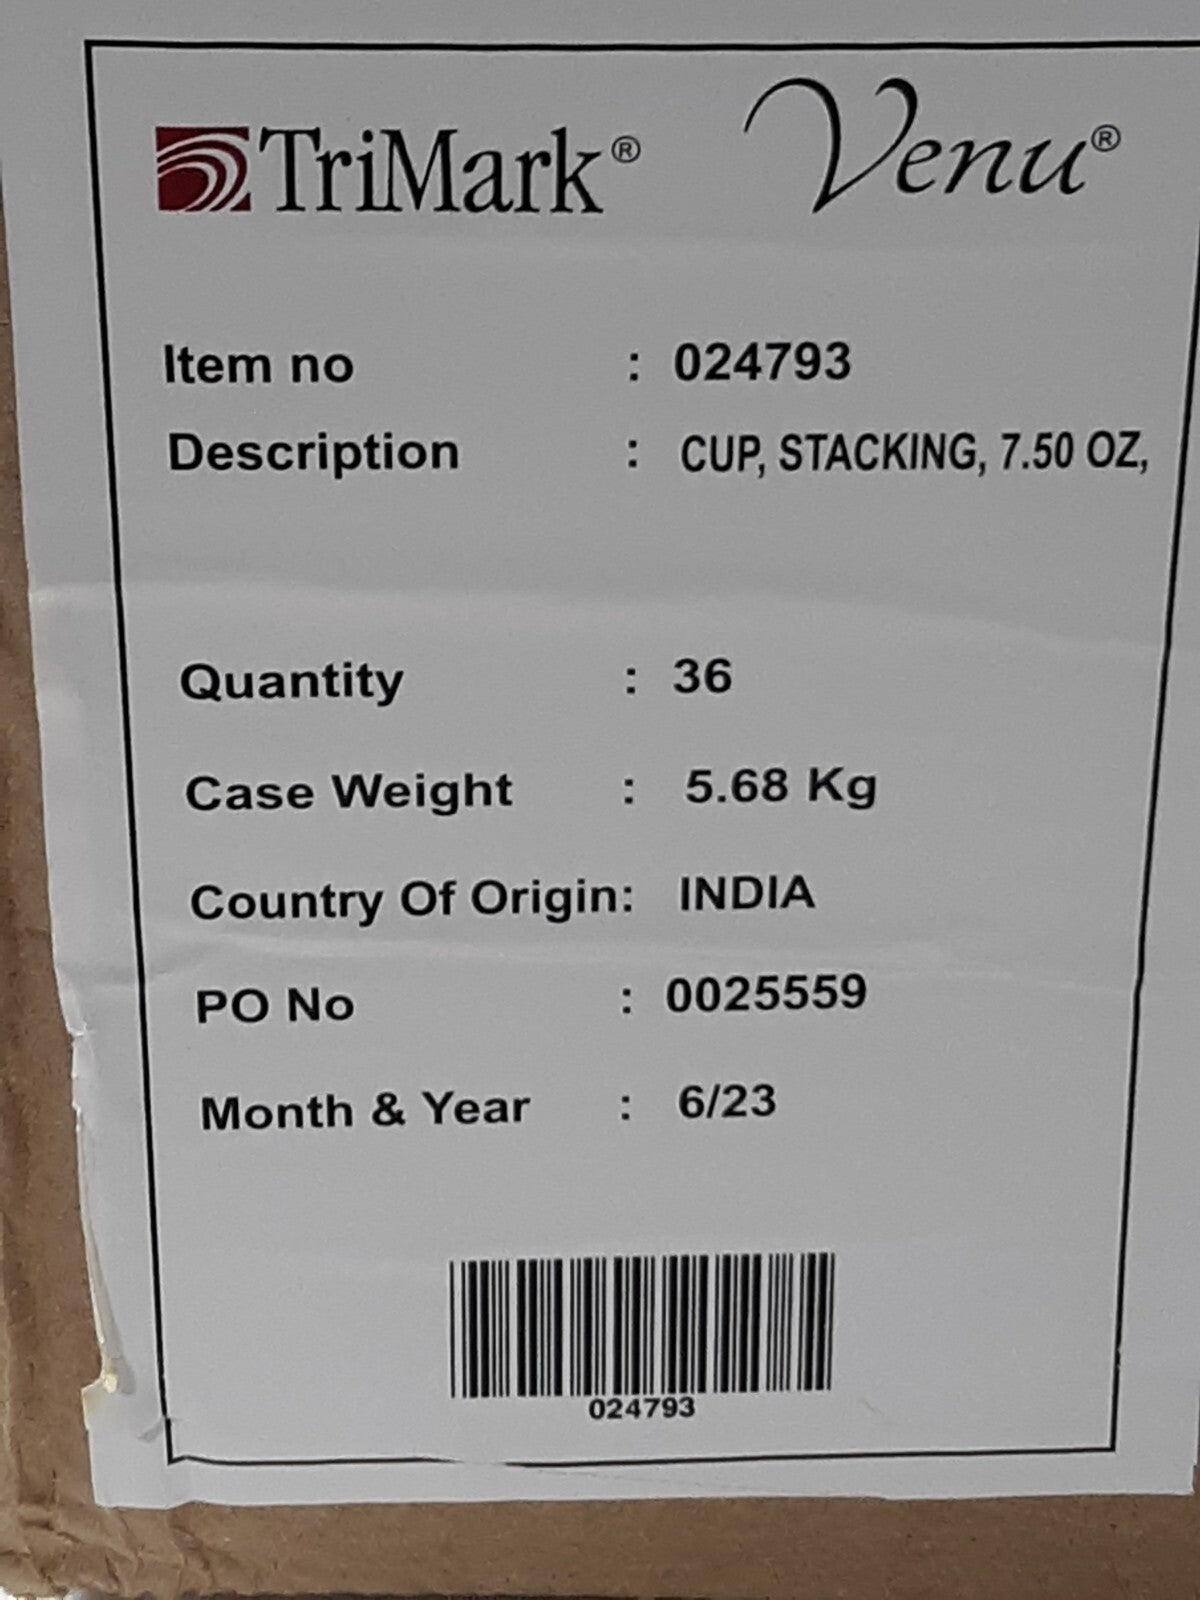 TriMark® Venu®
Item no : 024793
Description : CUP, STACKING, 7.50 OZ,
Quantity : 36
Case Weight : 5.68 Kg
Country Of Origin: INDIA
PO No : 0025559
Month & Year : 6/23
024793